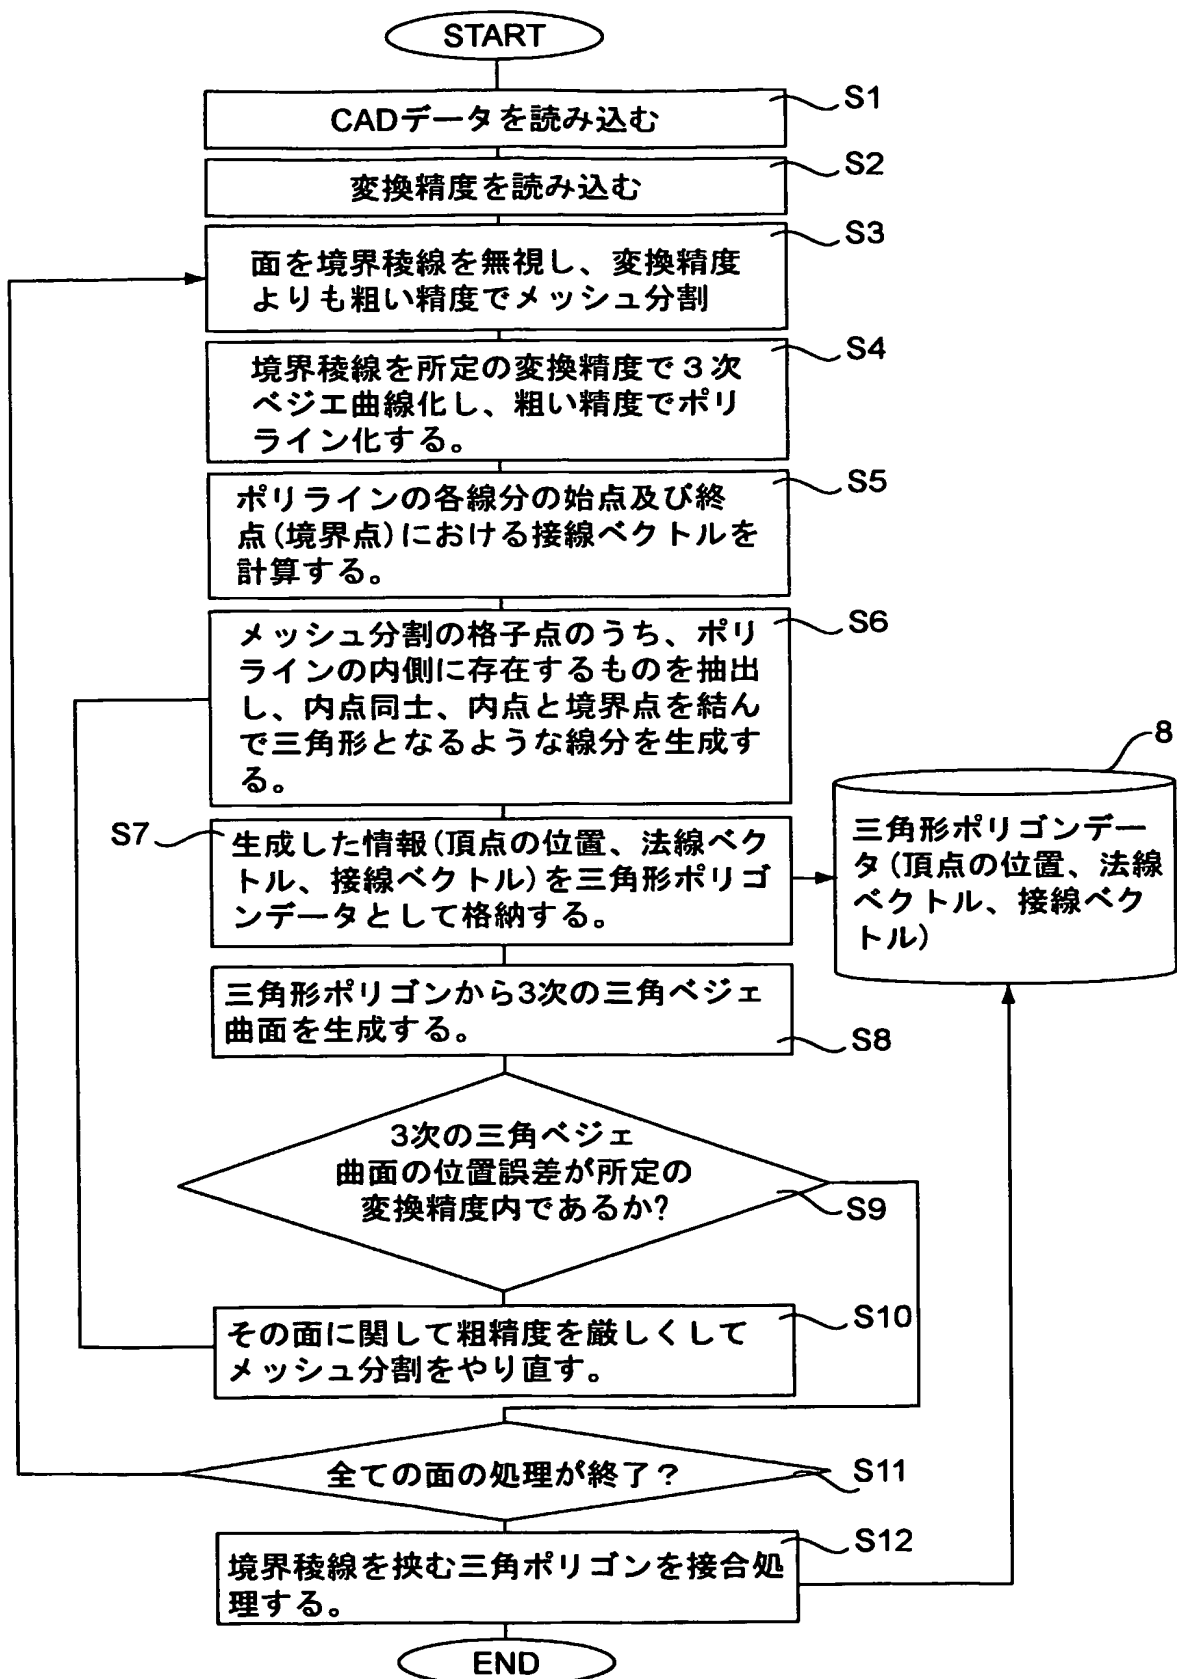 START
CADデータを読み込む
S1
変換精度を読み込む
S2
面を境界稜線を無視し、変換精度
よりも粗い精度でメッシュ分割
S3
境界稜線を所定の変換精度で３次
ベジエ曲線化し、粗い精度でポリ
ライン化する。
S4
ポリラインの各線分の始点及び終
点(境界点)における接線ベクトルを
計算する。
S5
メッシュ分割の格子点のうち、ポリ
ラインの内側に存在するものを抽出
し、内点同士、内点と境界点を結ん
で三角形となるような線分を生成す
る。
S6
S7
生成した情報(頂点の位置、法線ベク
トル、接線ベクトル)を三角形ポリゴ
ンデータとして格納する。
8
三角形ポリゴンデー
タ(頂点の位置、法線
ベクトル、接線ベク
トル)
三角形ポリゴンから3次の三角ベジェ
曲面を生成する。
S8
3次の三角ベジェ
曲面の位置誤差が所定の
変換精度内であるか?
S9
その面に関して粗精度を厳しくして
メッシュ分割をやり直す。
S10
全ての面の処理が終了？
S11
境界稜線を挟む三角ポリゴンを接合処
理する。
S12
END